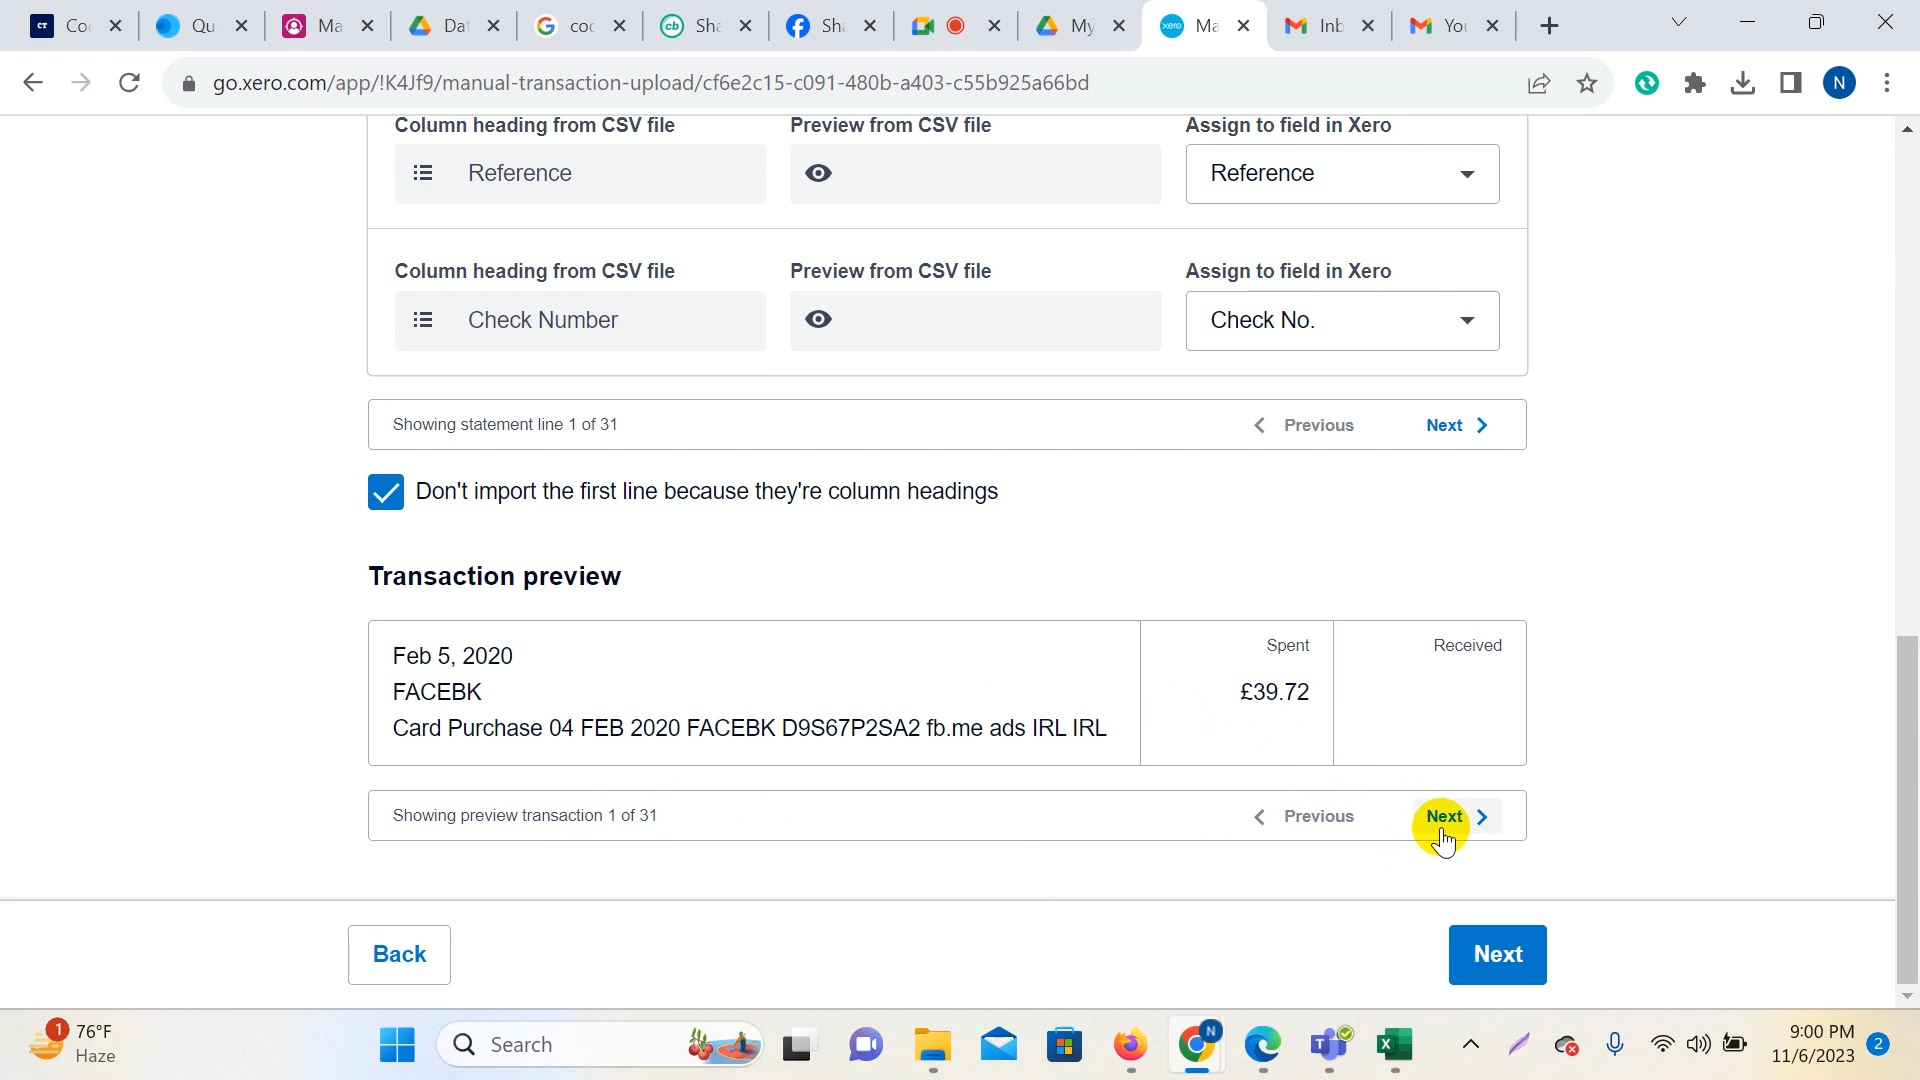 Co
Qu
Ma
Dat
coc
Sha
Sha
My
Ma
Inb
You
go.xero.com/app/!K4Jf9/manual-transaction-upload/cf6e2c15-c091-480b-a403-c55b925a66bd
N
Column heading from CSV file Preview from CSV file Assign to field in Xero
Reference Reference
Column heading from CSV file Preview from CSV file Assign to field in Xero
Check Number Check No.
Showing statement line 1 of 31 Previous Next
Don't import the first line because they're column headings
Transaction preview
Feb 5, 2020 Spent Received
FACEBK £39.72
Card Purchase 04 FEB 2020 FACEBK D9S67P2SA2 fb.me ads IRL IRL
Showing preview transaction 1 of 31 Previous Next
Back Next
1 76°F
Haze
Search
N
9:00 PM
11/6/2023
2